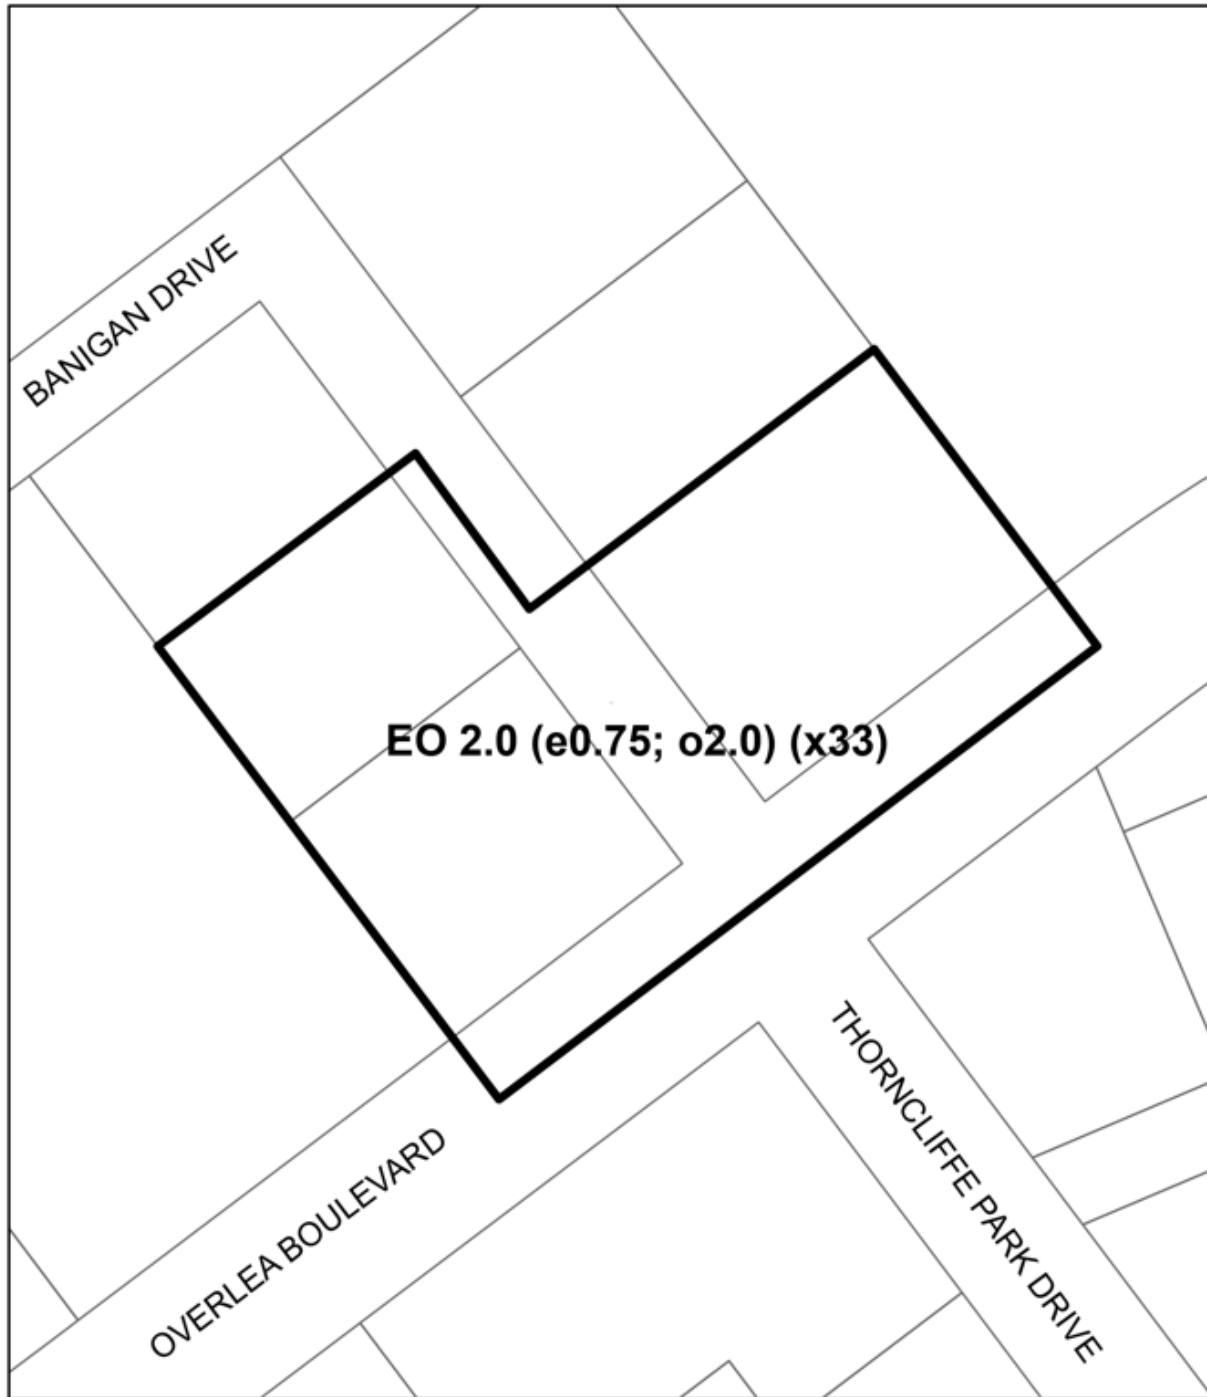 BANIGAN DRIVE
EO 2.0 (e0.75; o2.0) (x33)
THORNCLIFFE PARK DRIVE
OVERLEA BOULEVARD